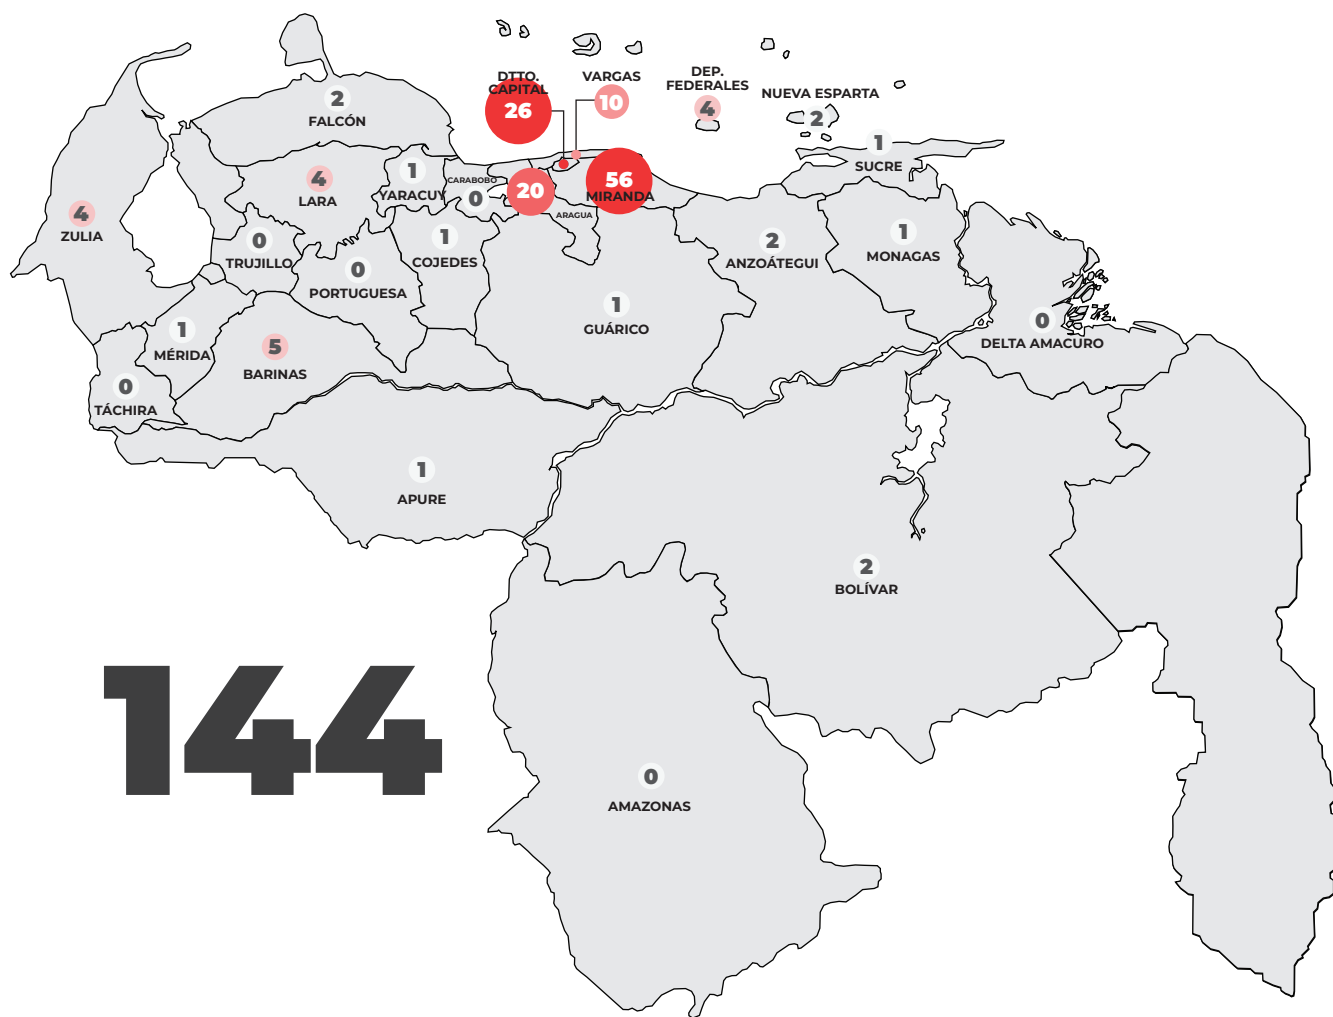 DTTO.
CAPITAL
26
VARGAS
10
DEP.
FEDERALES
4
NUEVA ESPARTA
2
2
FALCÓN
1
SUCRE
4
LARA
1
YARACUY
CARABOBO
0
20
ARAGUA
56
MIRANDA
4
ZULIA
0
TRUJILLO
0
PORTUGUESA
1
COJEDES
2
ANZOÁTEGUI
1
MONAGAS
1
GUÁRICO
0
DELTA AMACURO
1
MÉRIDA
5
BARINAS
0
TÁCHIRA
1
APURE
2
BOLÍVAR
144
0
AMAZONAS